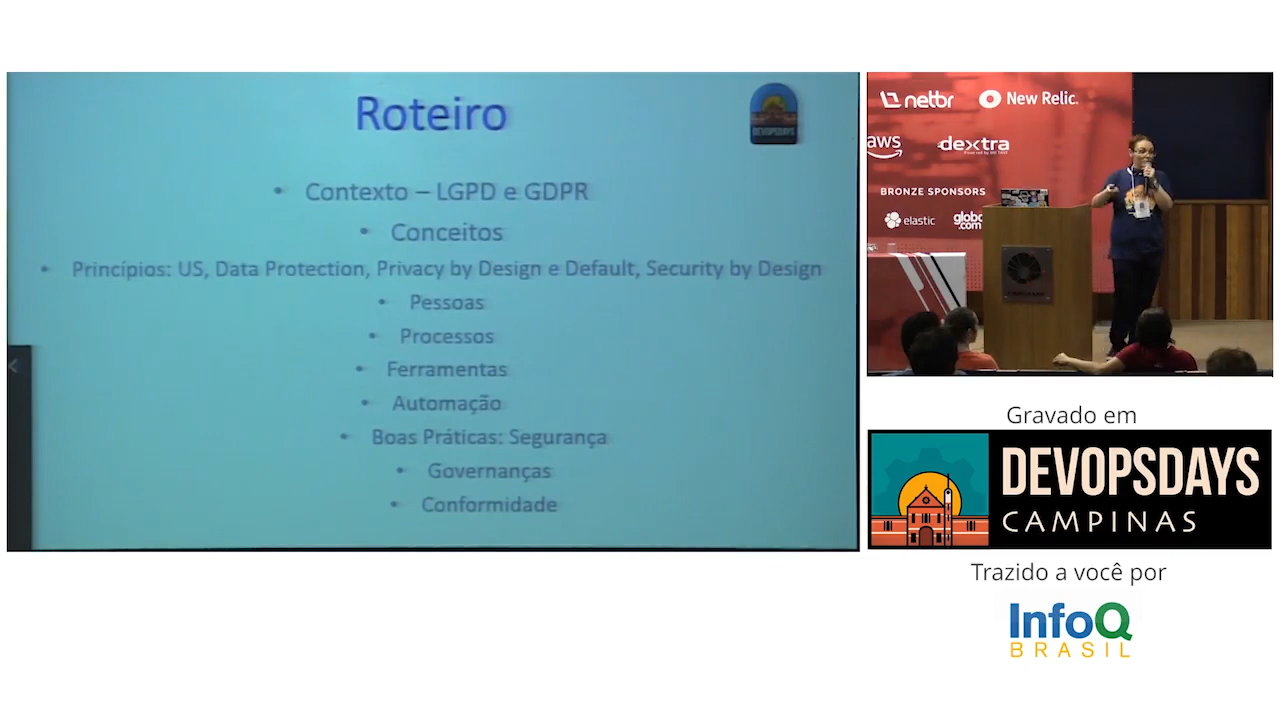 Roteiro
DEVOPSDAYS
• Contexto – LGPD e GDPR
• Conceitos
• Princípios: US, Data Protection, Privacy by Design e Default, Security by Design
• Pessoas
• Processos
• Ferramentas
• Automação
• Boas Práticas: Segurança
• Governanças
• Conformidade
netbr
New Relic.
aws
dextra
BRONZE SPONSORS
elastic
globo
.com
Gravado em
DEVOPSDAYS
CAMPINAS
Trazido a você por
InfoQ
BRASIL